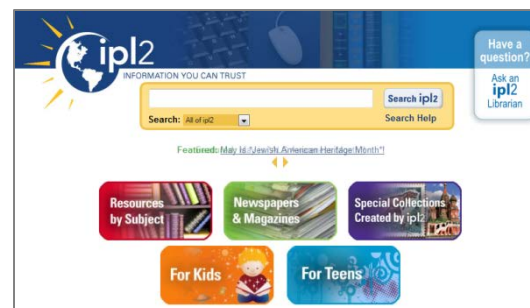 ipl2
INFORMATION YOU CAN TRUST
Search ipl2
Search: All of ipl2
Search Help
Have a
question?
Ask an
ipl2
Librarian
Featured: May is "Jewish American Heritage Month"!
Resources
by Subject
Newspapers
& Magazines
Special Collections
Created by ipl2
For Kids
For Teens